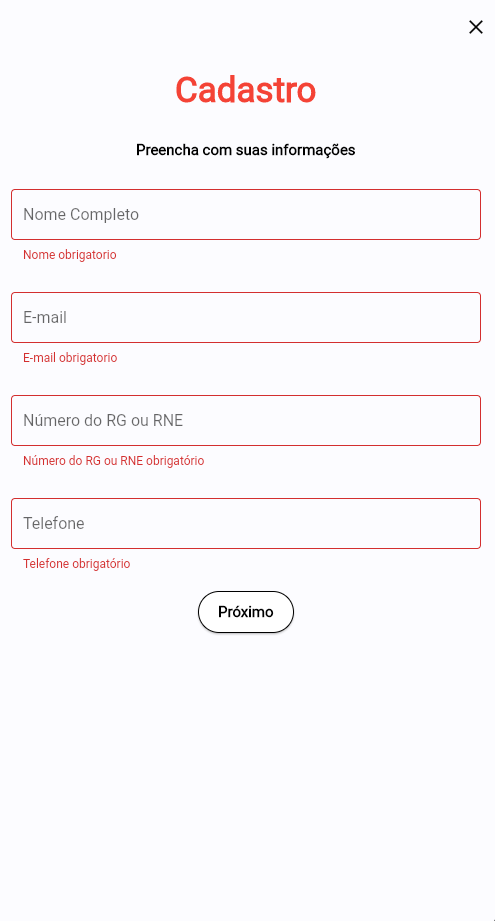 Cadastro
Preencha com suas informações
Nome Completo
Nome obrigatorio
E-mail
E-mail obrigatorio
Número do RG ou RNE
Número do RG ou RNE obrigatório
Telefone
Telefone obrigatório
Próximo